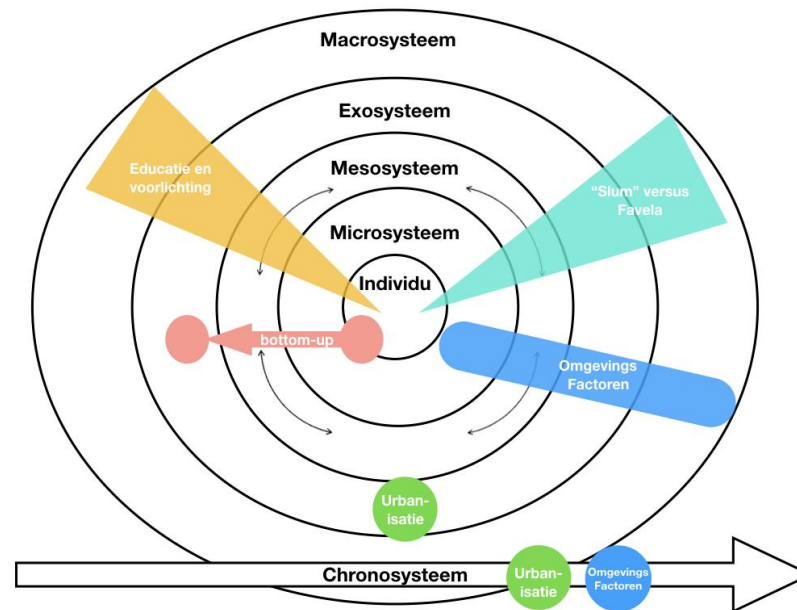 Macrosysteem
Exosysteem
Educatie en
voorlichting
Mesosysteem
"Slum" versus
Favela
Microsysteem
Individu
bottom-up
Omgevings
Factoren
Urban-
isatie
Chronosysteem
Urban-
isatie
Omgevings
Factoren